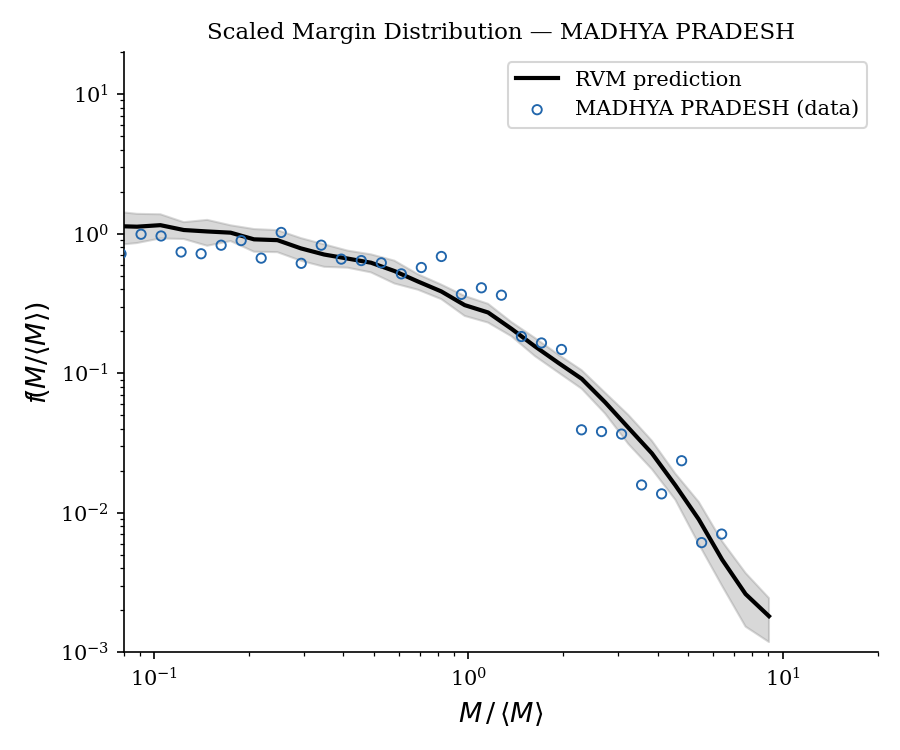 Scaled Margin Distribution — MADHYA PRADESH
RVM prediction
MADHYA PRADESH (data)
f(M/⟨M⟩)
10¹
10⁰
10⁻¹
10⁻²
10⁻³
10⁻¹
10⁰
10¹
M / ⟨M⟩